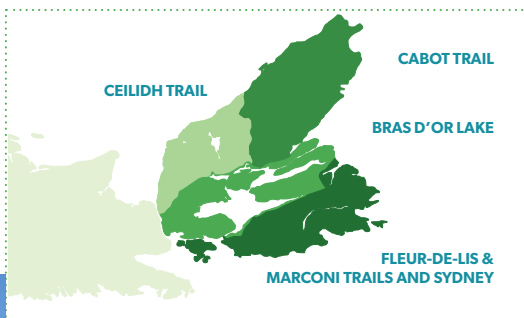 CABOT TRAIL
CEILIDH TRAIL
BRAS D’OR LAKE
FLEUR-DE-LIS &
MARCONI TRAILS AND SYDNEY